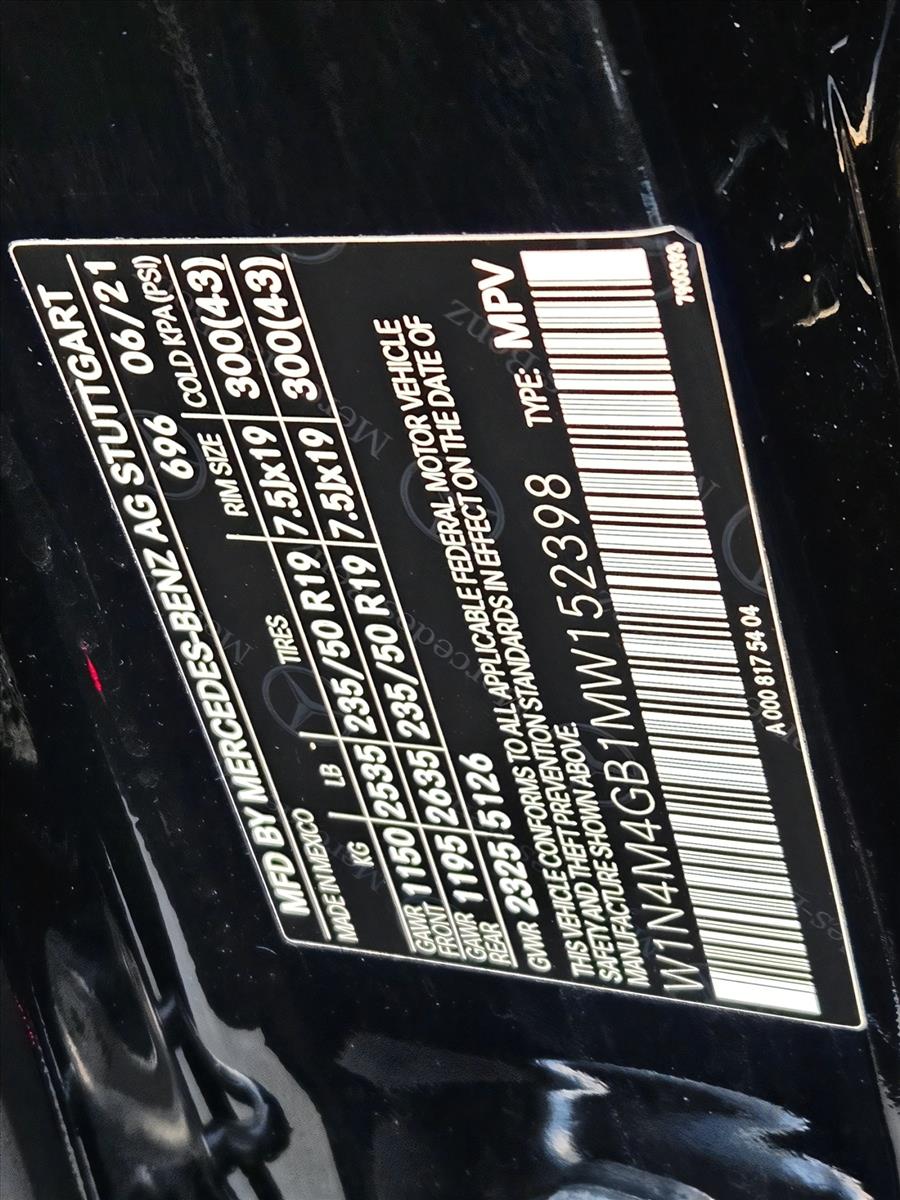 MFD BY MERCEDES-BENZ AG STUTTGART
MADE IN MEXICO 696 06/21
KG LB TIRES RIM SIZE COLD KPA (PSI)
GAWR FRONT 1150 2535 235/50 R19 7.5Jx19 300(43)
GAWR REAR 1195 2635 235/50 R19 7.5Jx19 300(43)
GVWR 2325 5126
THIS VEHICLE CONFORMS TO ALL APPLICABLE FEDERAL MOTOR VEHICLE
SAFETY AND THEFT PREVENTION STANDARDS IN EFFECT ON THE DATE OF
MANUFACTURE SHOWN ABOVE.
W1N4M4GB1MW152398 TYPE: MPV
A 000 817 54 04 7900393